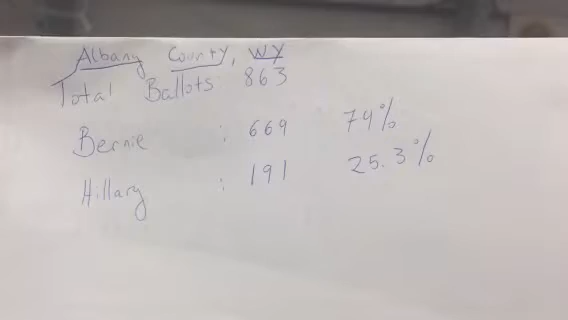 Albany County, WY
Total Ballots 863
Bernie : 669 74%
Hillary : 191 25.3%